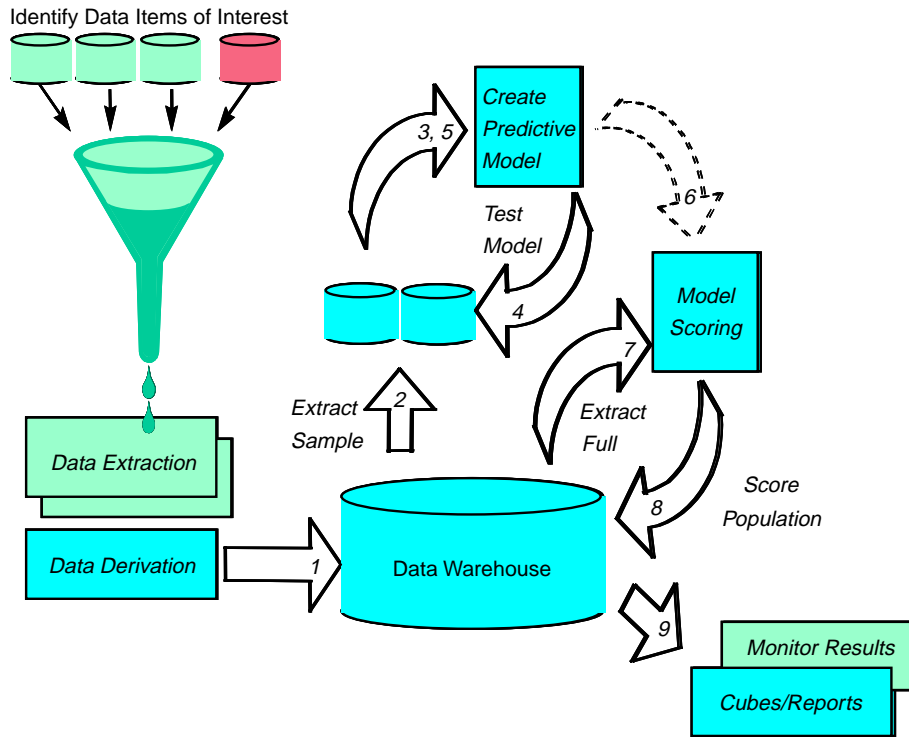 Identify Data Items of Interest
Create
Predictive
Model
3, 5
6
Test
Model
4
Model
Scoring
7
2
Extract
Sample
Extract
Full
Data Extraction
8
Score
Population
Data Derivation
1
Data Warehouse
9
Monitor Results
Cubes/Reports